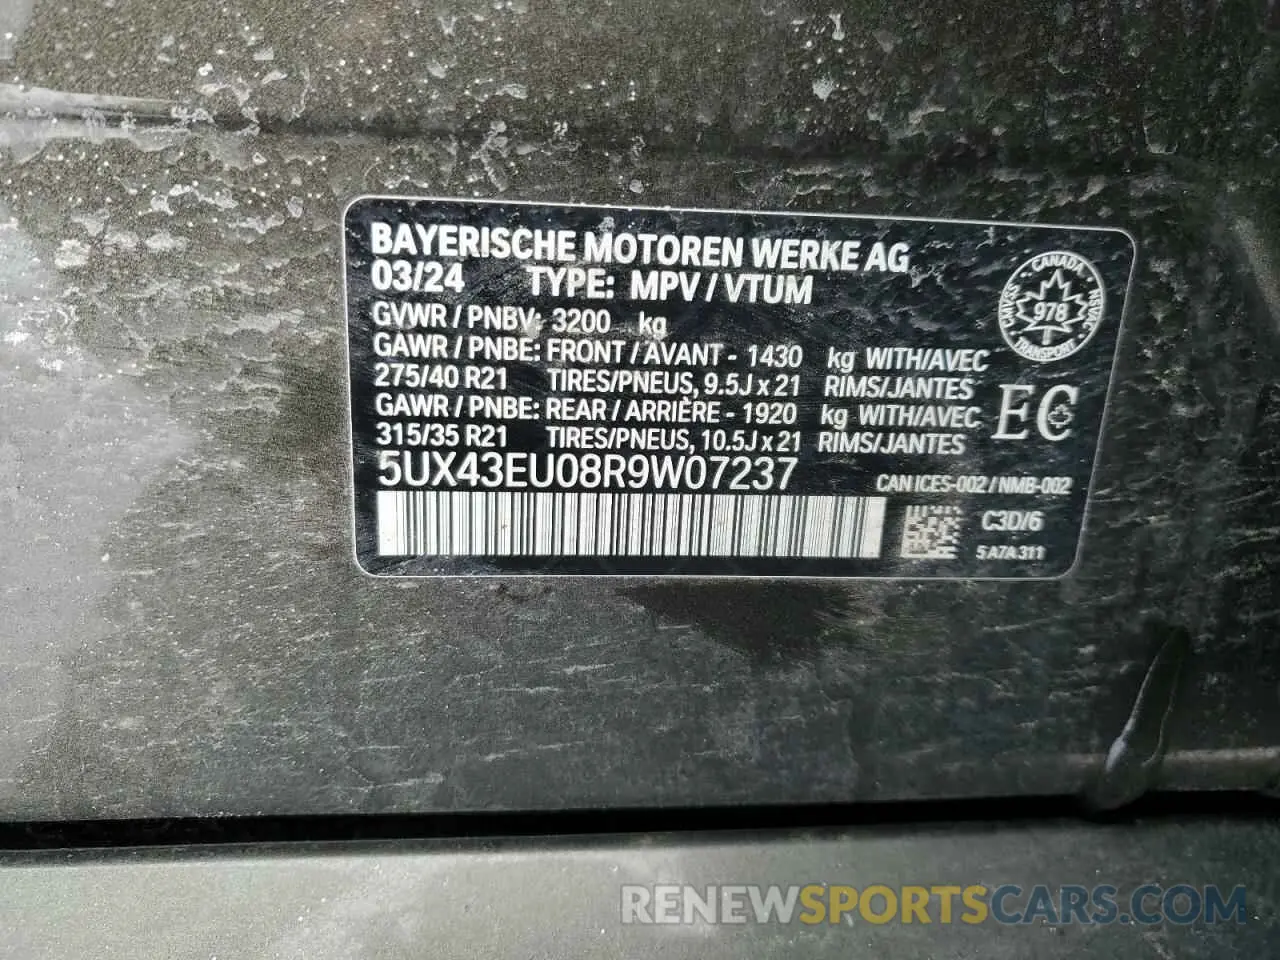 BAYERISCHE MOTOREN WERKE AG
03/24 TYPE: MPV / VTUM
GVWR / PNBV: 3200 kg
GAWR / PNBE: FRONT / AVANT - 1430 kg WITH/AVEC
275/40 R21 TIRES/PNEUS, 9.5J x 21 RIMS/JANTES
GAWR / PNBE: REAR / ARRIÈRE - 1920 kg WITH/AVEC
315/35 R21 TIRES/PNEUS, 10.5J x 21 RIMS/JANTES
5UX43EU08R9W07237
CANADA
CMVSS
978
NSVAC
TRANSPORT
EC
CAN ICES-002 / NMB-002
C3D/6
5A7A311
RENEWSPORTSCARS.COM